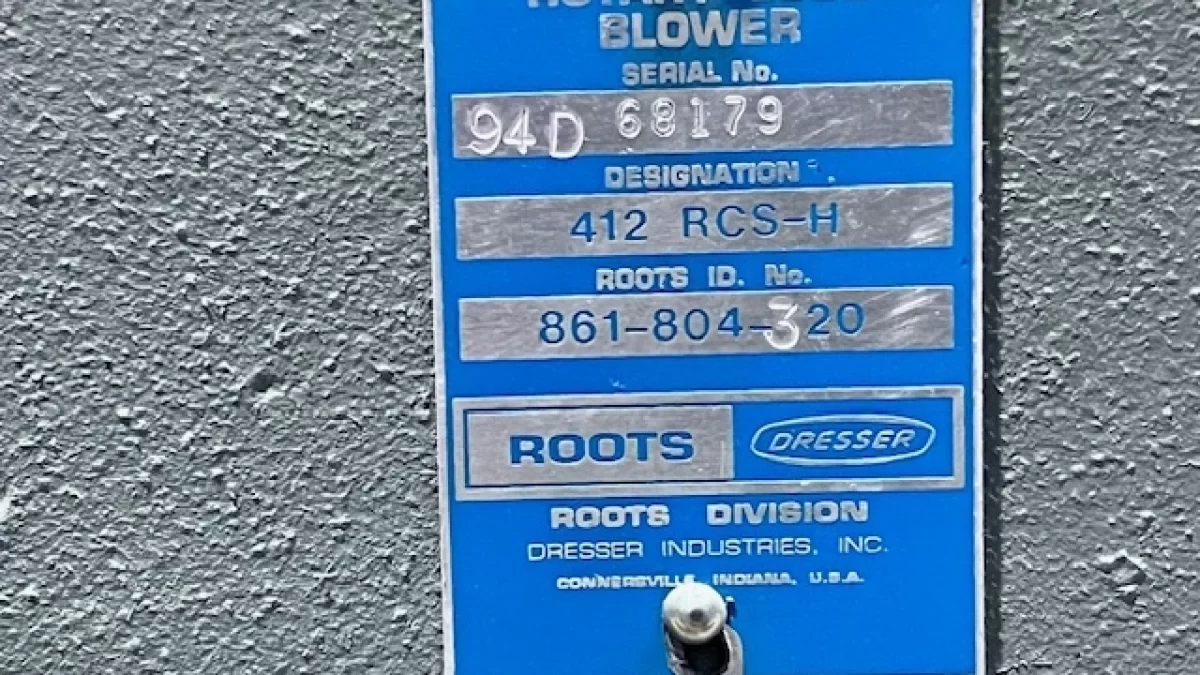 BLOWER
SERIAL No.
94D 68179
DESIGNATION
412 RCS-H
ROOTS ID. No.
861-804-320
ROOTS DRESSER
ROOTS DIVISION
DRESSER INDUSTRIES, INC.
CONNERSVILLE, INDIANA, U.S.A.